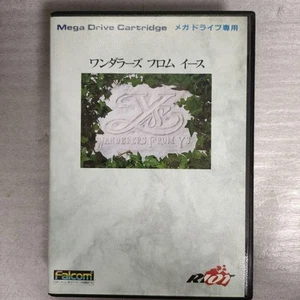 Mega Drive Cartridge メガドライブ専用
ワンダラーズ フロム イース
Ys
WANDERERS FROM YS
Falcom
RIOT